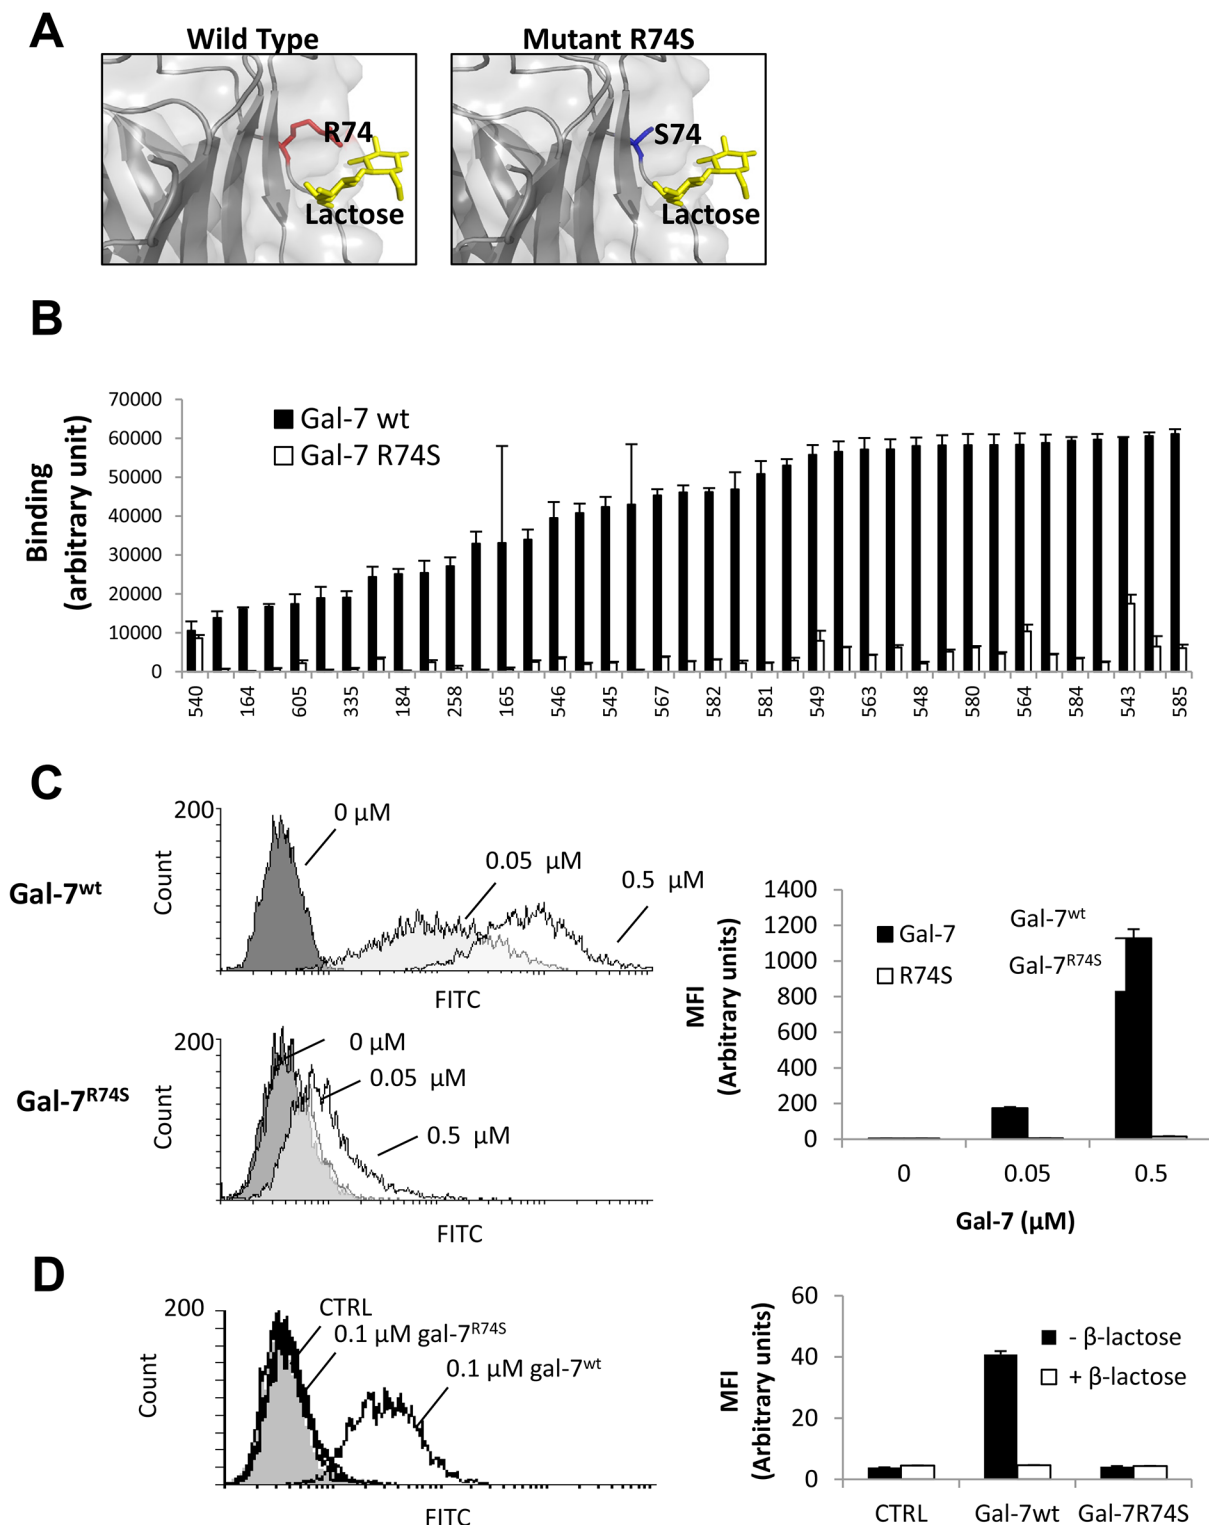 A
Wild Type
Mutant R74S
R74
Lactose
S74
Lactose
B
Binding
(arbitrary unit)
70000
60000
50000
40000
30000
20000
10000
0
Gal-7 wt
Gal-7 R74S
540 164 605 335 184 258 165 546 545 567 582 581 549 563 548 580 564 584 543 585
C
Gal-7wt
200
Count
0 µM
0.05 µM
0.5 µM
FITC
Gal-7R74S
200
Count
0 µM
0.05 µM
0.5 µM
FITC
MFI
(Arbitrary units)
1400
1200
1000
800
600
400
200
0
Gal-7
R74S
Gal-7wt
Gal-7R74S
0 0.05 0.5
Gal-7 (µM)
D
200
Count
CTRL
0.1 µM gal-7R74S
0.1 µM gal-7wt
FITC
MFI
(Arbitrary units)
60
40
20
0
- β-lactose
+ β-lactose
CTRL Gal-7wt Gal-7R74S